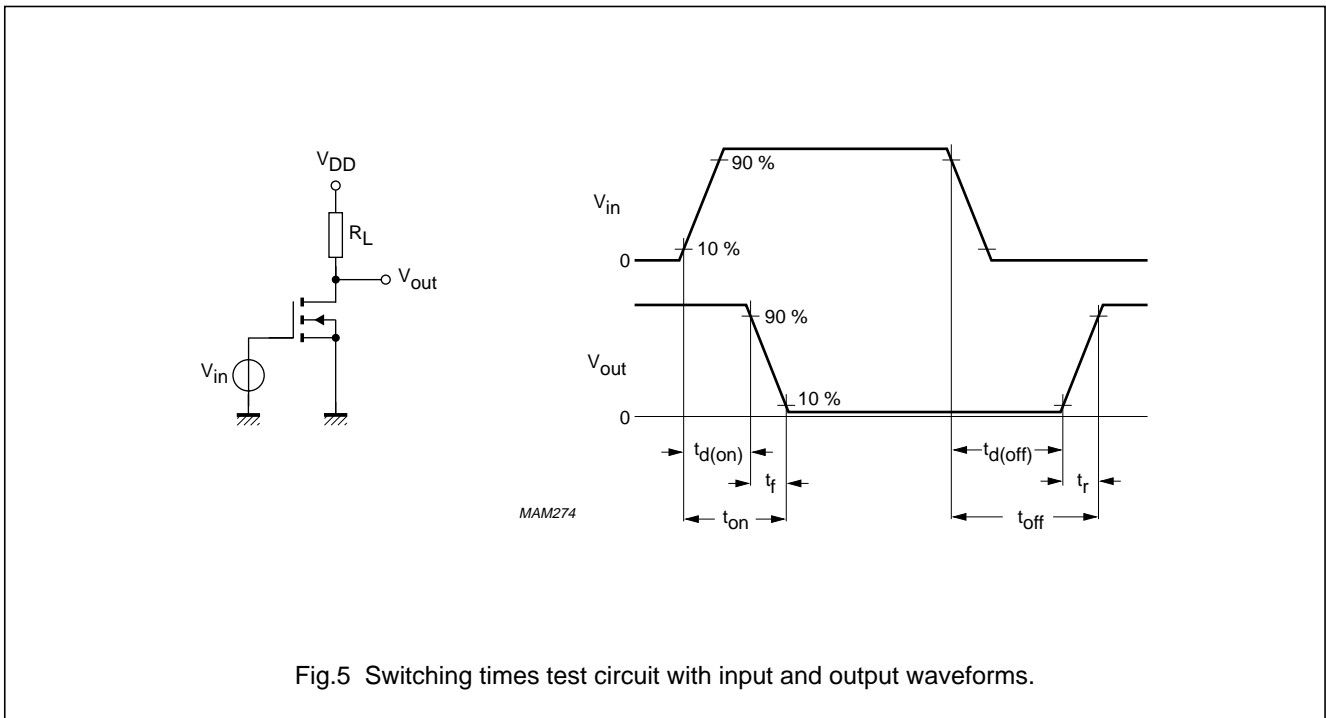 VDD
RL
Vout
Vin
MAM274
Vin
90 %
10 %
0
Vout
90 %
10 %
0
td(on)
tf
ton
td(off)
tr
toff
Fig.5 Switching times test circuit with input and output waveforms.